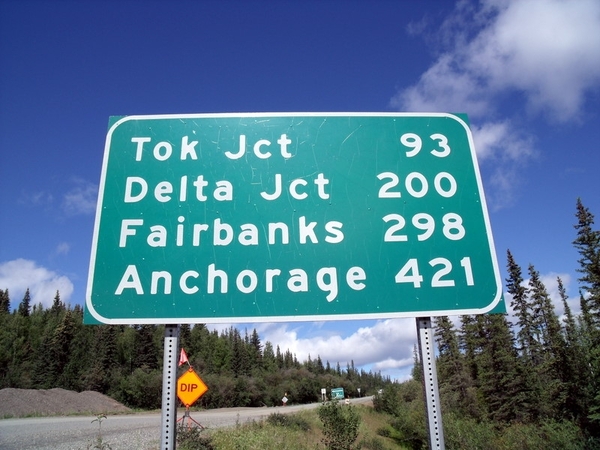 Tok Jct 93
Delta Jct 200
Fairbanks 298
Anchorage 421
DIP